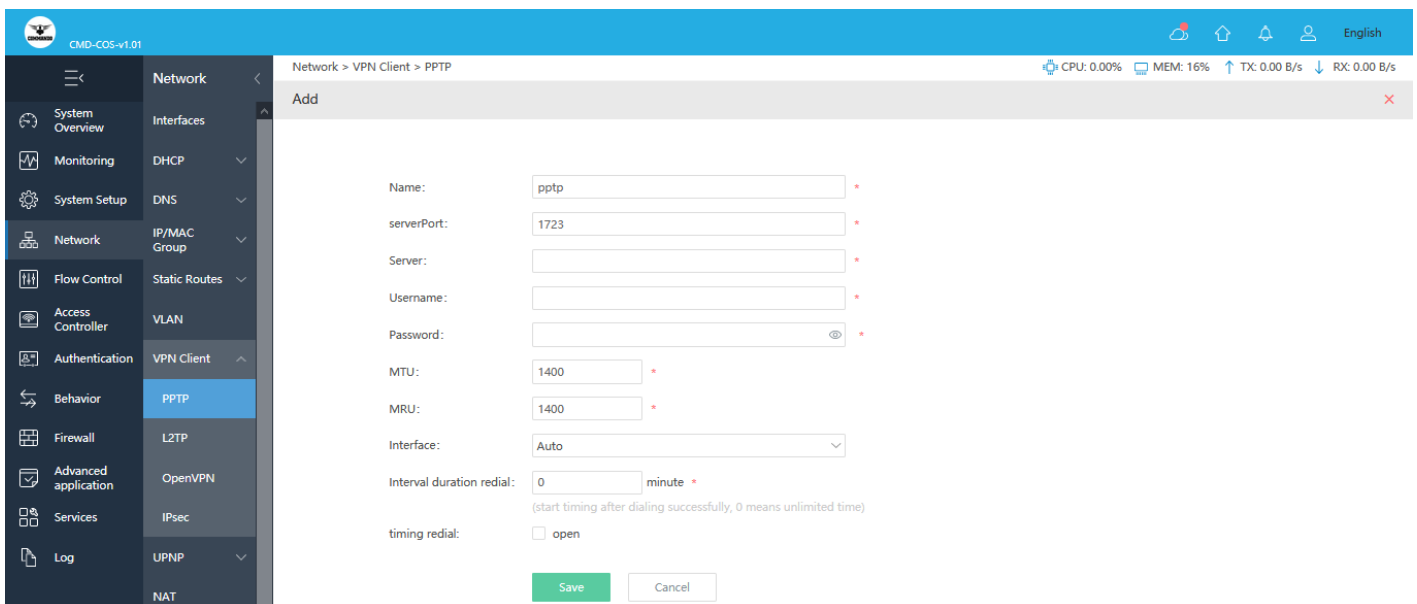 CMD-COS-v1.01
English
Network
Network > VPN Client > PPTP
CPU: 0.00%
MEM: 16%
TX: 0.00 B/s
RX: 0.00 B/s
Add
System
Overview
Monitoring
System Setup
Network
Flow Control
Access
Controller
Authentication
Behavior
Firewall
Advanced
application
Services
Log
Interfaces
DHCP
DNS
IP/MAC
Group
Static Routes
VLAN
VPN Client
PPTP
L2TP
OpenVPN
IPsec
UPNP
NAT
Name: pptp *
serverPort: 1723 *
Server: *
Username: *
Password: *
MTU: 1400 *
MRU: 1400 *
Interface: Auto
Interval duration redial: 0 minute *
(start timing after dialing successfully, 0 means unlimited time)
timing redial: open
Save
Cancel